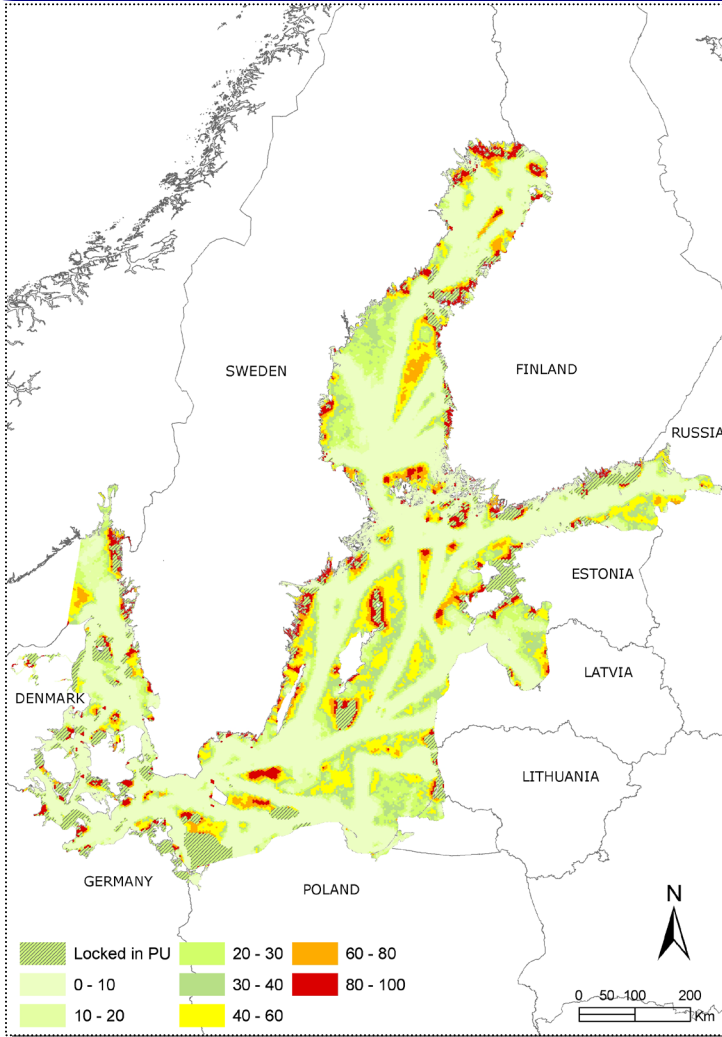 SWEDEN
FINLAND
RUSSIA
ESTONIA
LATVIA
DENMARK
LITHUANIA
GERMANY
POLAND
N
Locked in PU
20 - 30
60 - 80
0 - 10
30 - 40
80 - 100
10 - 20
40 - 60
0 50 100 200
Km